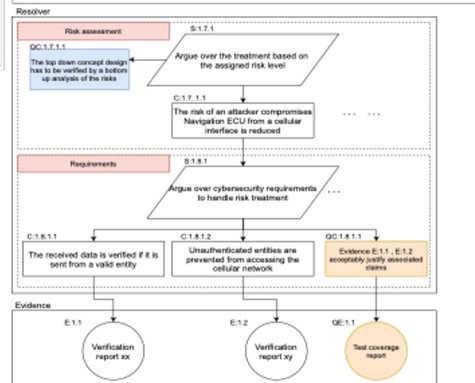 Resolver
Risk assessment
S:1.7.1
QC:1.7.1.1
The top down concept design
has to be verified by a bottom
up analysis of the risks
Argue over the treatment based on
the assigned risk level
C:1.7..1.1
The risk of an attacker compromises
Navigation ECU from a cellular
interface is reduced
... ...
Requirements
S:1.8.1
Argue over cybersecurity requirements
to handle risk treatment
...
C:1.8.1.1
The received data is verified if it is
sent from a valid entity
C:1.8.1.2
Unauthenticated entities are
prevented from accessing the
cellular network
QC:1.8.1.1
Evidence E:1.1 , E:1.2
acceptably justify associated
claims
Evidence
E:1.1
Verification
report xx
E:1.2
Verification
report xy
QE:1.1
Test coverage
report